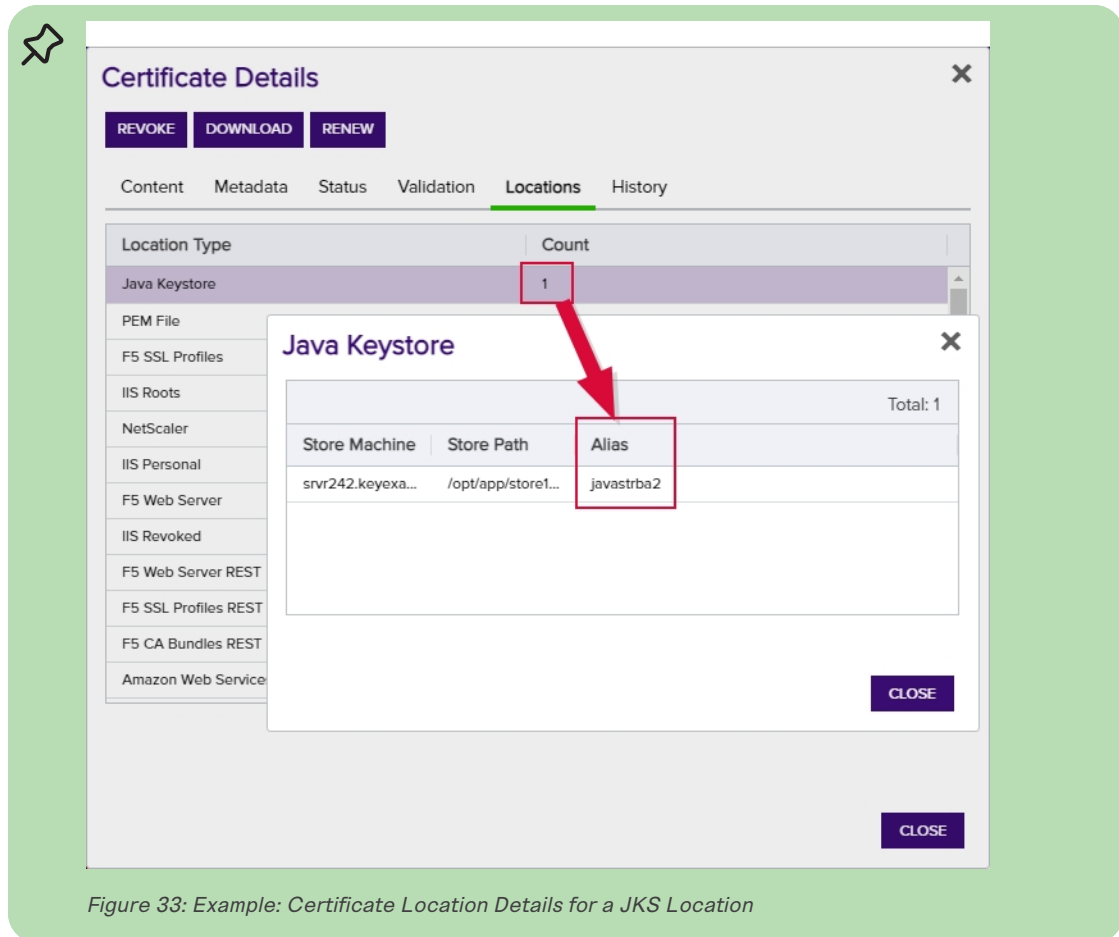 Certificate Details
REVOKE DOWNLOAD RENEW
Content Metadata Status Validation Locations History
Location Type Count
Java Keystore 1
PEM File
F5 SSL Profiles
IIS Roots
NetScaler
IIS Personal
F5 Web Server
IIS Revoked
F5 Web Server REST
F5 SSL Profiles REST
F5 CA Bundles REST
Amazon Web Service
Java Keystore
Total: 1
Store Machine Store Path Alias
srvr242.keyexa... /opt/app/store1... javastrba2
CLOSE
CLOSE
Figure 33: Example: Certificate Location Details for a JKS Location